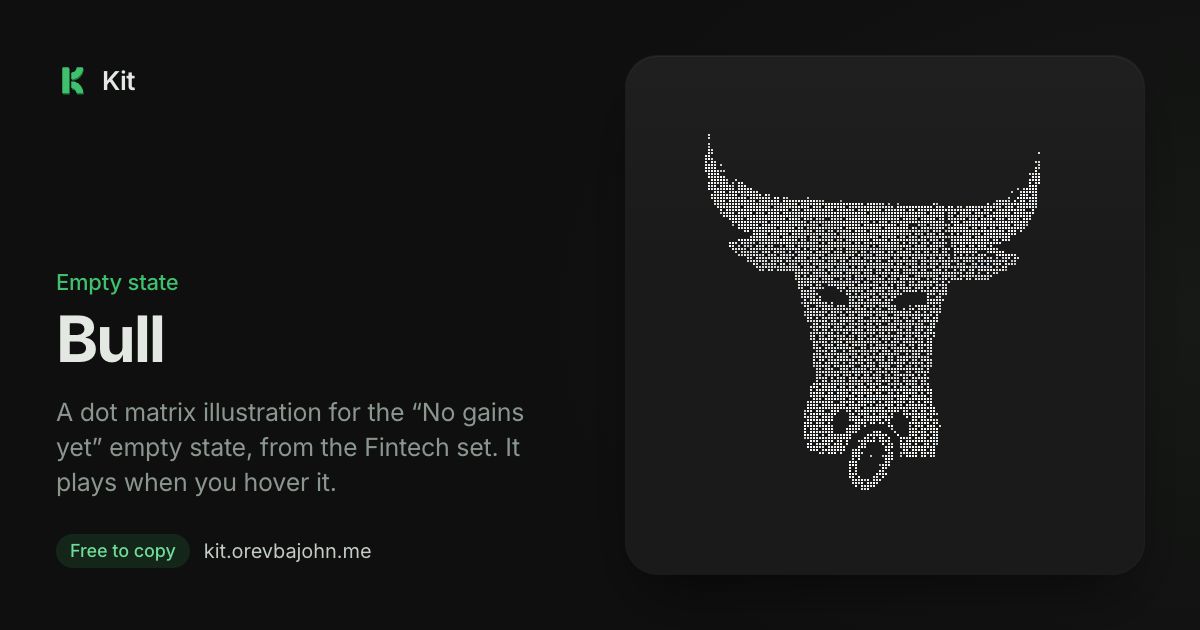 Kit
Empty state
Bull
A dot matrix illustration for the “No gains
yet” empty state, from the Fintech set. It
plays when you hover it.
Free to copy
kit.orevbajohn.me